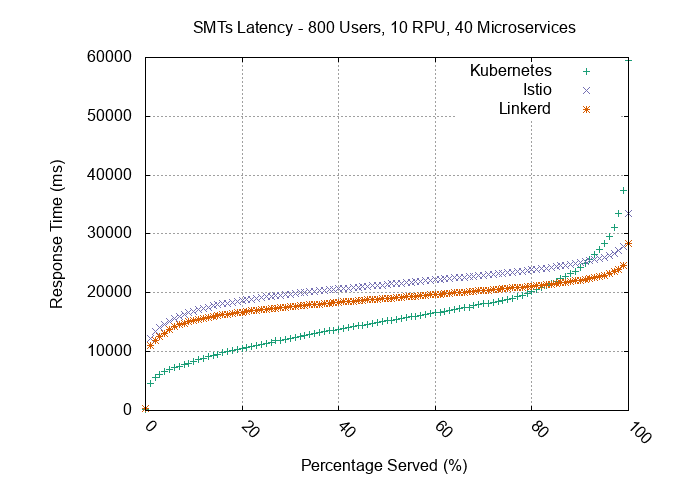 SMTs Latency - 800 Users, 10 RPU, 40 Microservices
60000
50000
40000
30000
20000
10000
0
Response Time (ms)
Kubernetes
Istio
Linkerd
0
20
40
60
80
100
Percentage Served (%)